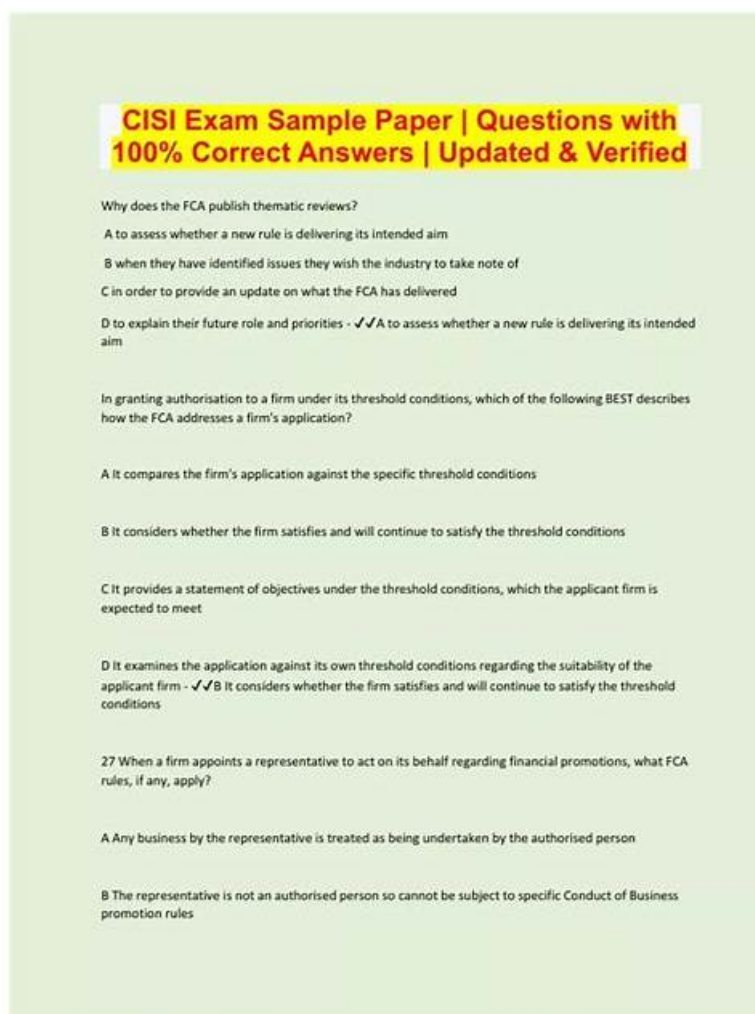 CISI Exam Sample Paper | Questions with
100% Correct Answers | Updated & Verified
Why does the FCA publish thematic reviews?
A to assess whether a new rule is delivering its intended aim
B when they have identified issues they wish the industry to take note of
C in order to provide an update on what the FCA has delivered
D to explain their future role and priorities - ✓✓A to assess whether a new rule is delivering its intended
aim
In granting authorisation to a firm under its threshold conditions, which of the following BEST describes
how the FCA addresses a firm's application?
A It compares the firm's application against the specific threshold conditions
B It considers whether the firm satisfies and will continue to satisfy the threshold conditions
C It provides a statement of objectives under the threshold conditions, which the applicant firm is
expected to meet
D It examines the application against its own threshold conditions regarding the suitability of the
applicant firm - ✓✓B It considers whether the firm satisfies and will continue to satisfy the threshold
conditions
27 When a firm appoints a representative to act on its behalf regarding financial promotions, what FCA
rules, if any, apply?
A Any business by the representative is treated as being undertaken by the authorised person
B The representative is not an authorised person so cannot be subject to specific Conduct of Business
promotion rules